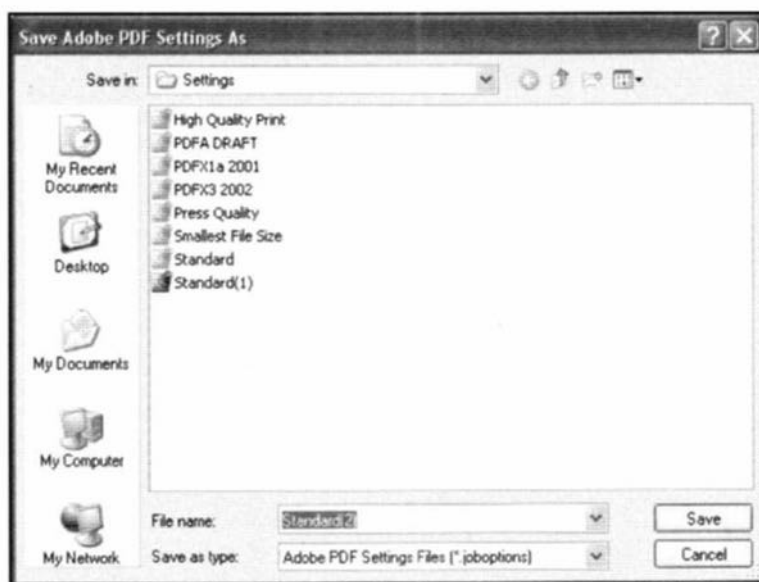 Save Adobe PDF Settings As
Save in: Settings
My Recent
Documents
Desktop
My Documents
My Computer
My Network
High Quality Print
PDFA DRAFT
PDFX1a 2001
PDFX3 2002
Press Quality
Smallest File Size
Standard
Standard(1)
File name: Standard(2)
Save
Save as type: Adobe PDF Settings Files (*.joboptions)
Cancel